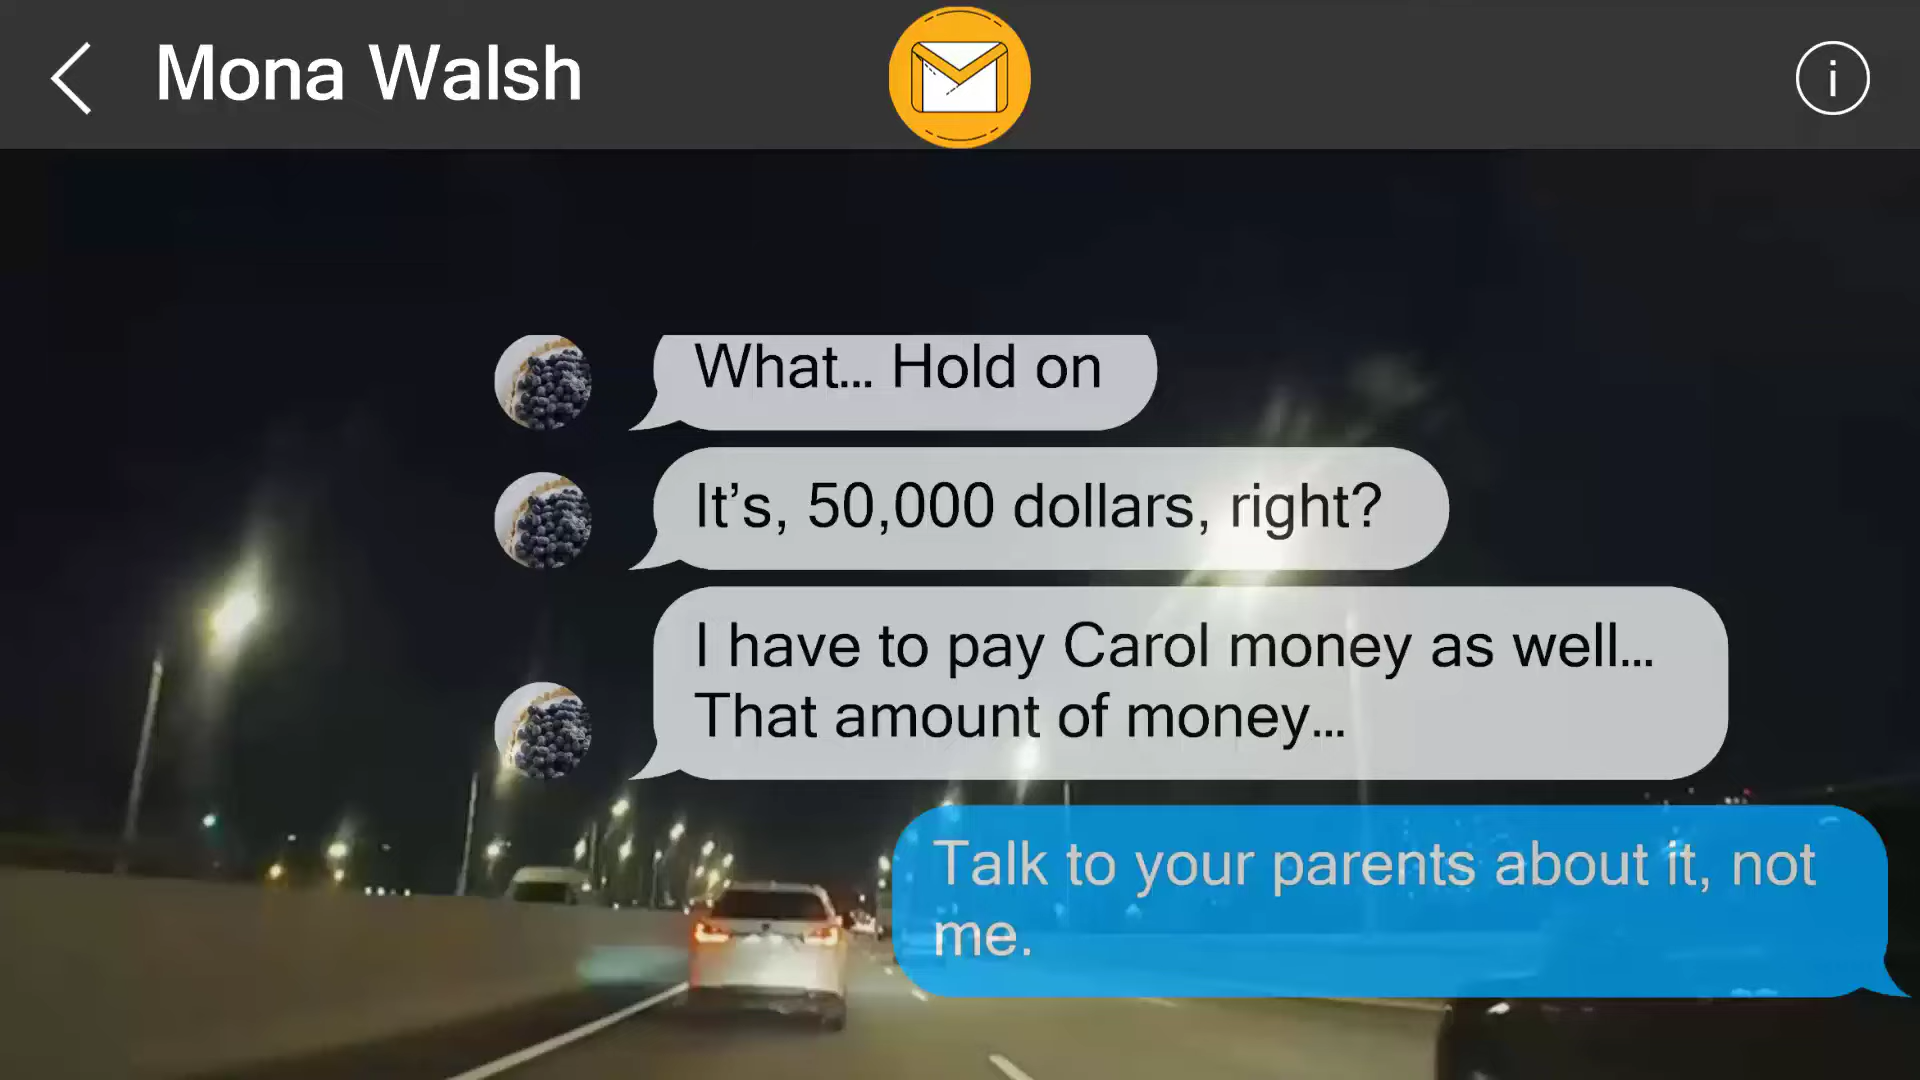 Mona Walsh
i
What... Hold on
It’s, 50,000 dollars, right?
I have to pay Carol money as well...
That amount of money...
Talk to your parents about it, not
me.